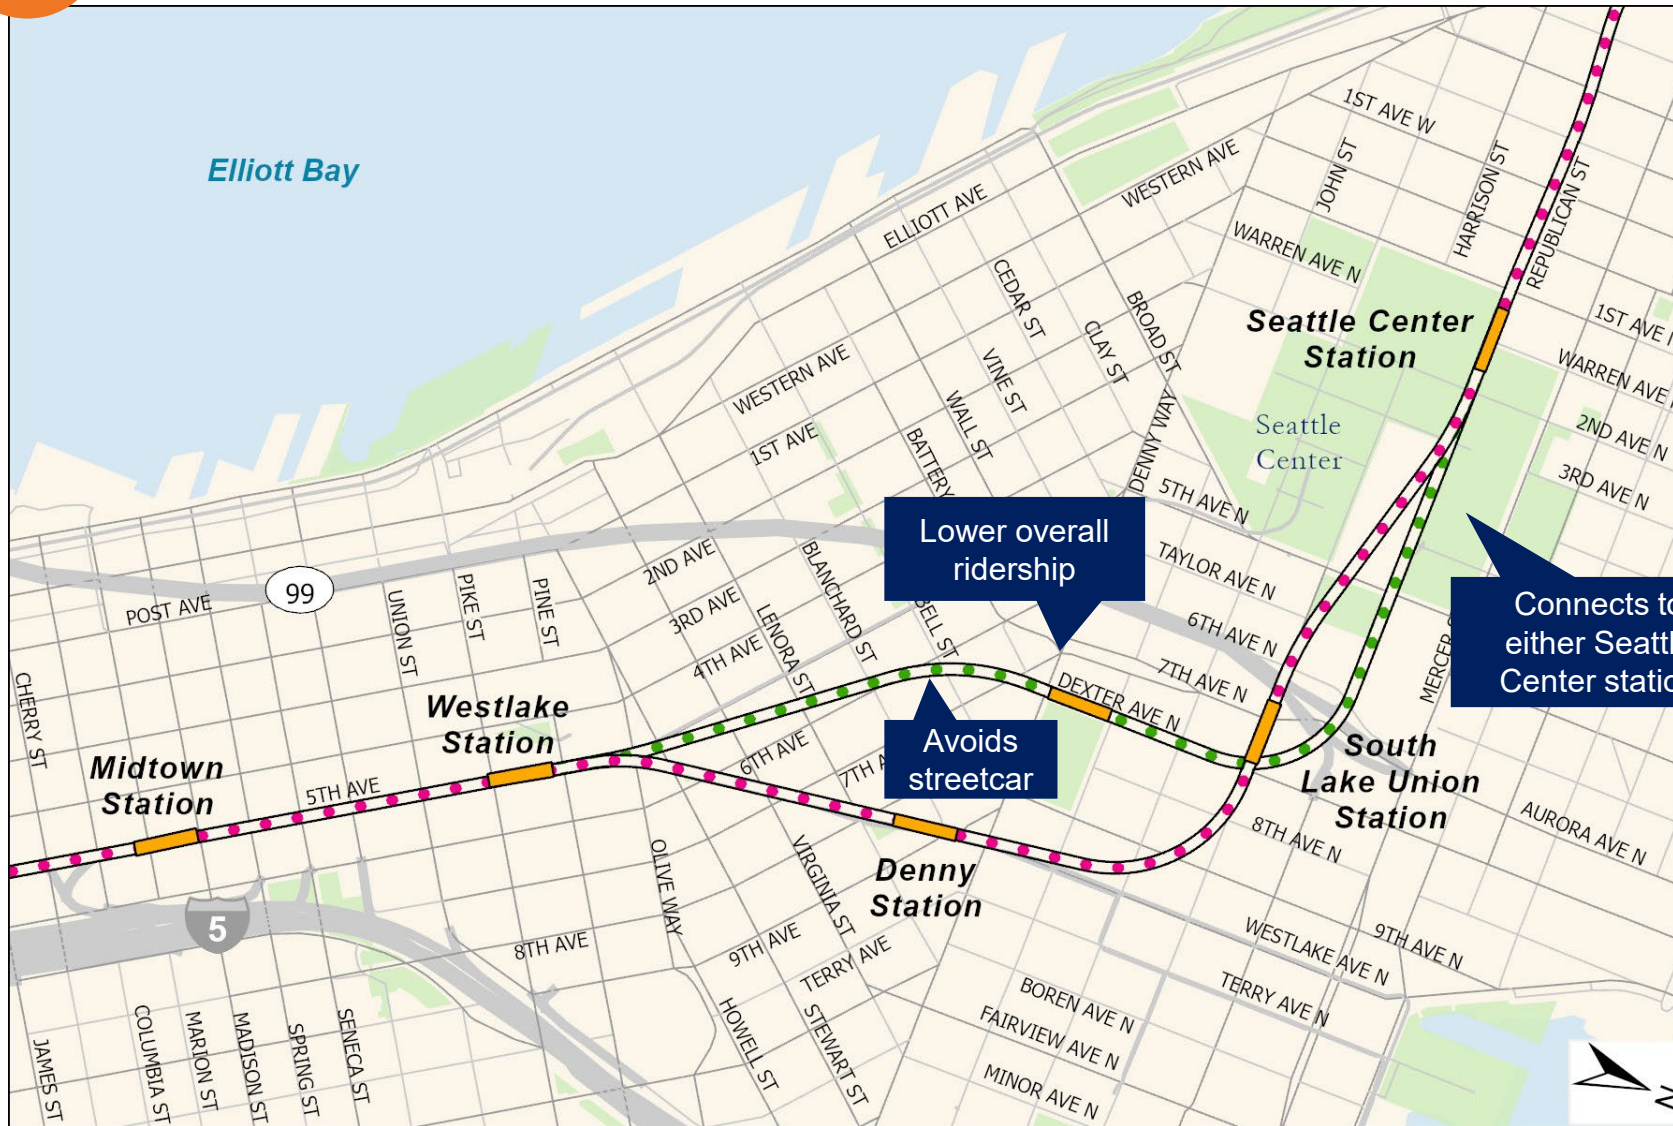 Elliott Bay
1ST AVE W
JOHN ST
HARRISON ST
REPUBLICAN ST
WESTERN AVE
ELLIOTT AVE
WARREN AVE N
CEDAR ST
BROAD ST
CLAY ST
VINE ST
WALL ST
BATTERY
DENNY WAY
Seattle Center
Station
1ST AVE N
WARREN AVE
2ND AVE N
3RD AVE N
Seattle
Center
WESTERN AVE
1ST AVE
5TH AVE N
TAYLOR AVE N
6TH AVE N
7TH AVE N
DEXTER AVE N
Lower overall
ridership
Connects to
either Seattle
Center station
MERCER
99
POST AVE
UNION ST
PIKE ST
PINE ST
2ND AVE
3RD AVE
4TH AVE
LENORA ST
BLANCHARD ST
BELL ST
CHERRY ST
Westlake
Station
Midtown
Station
5TH AVE
6TH AVE
7TH A
Avoids
streetcar
South
Lake Union
Station
8TH AVE N
AURORA AVE N
Denny
Station
OLIVE WAY
VIRGINIA ST
5
8TH AVE
9TH AVE
TERRY AVE
WESTLAKE AVE N
9TH AVE N
TERRY AVE N
BOREN AVE N
FAIRVIEW AVE N
MINOR AVE N
HOWELL ST
STEWART ST
JAMES ST
COLUMBIA ST
MARION ST
MADISON ST
SPRING ST
SENECA ST
N